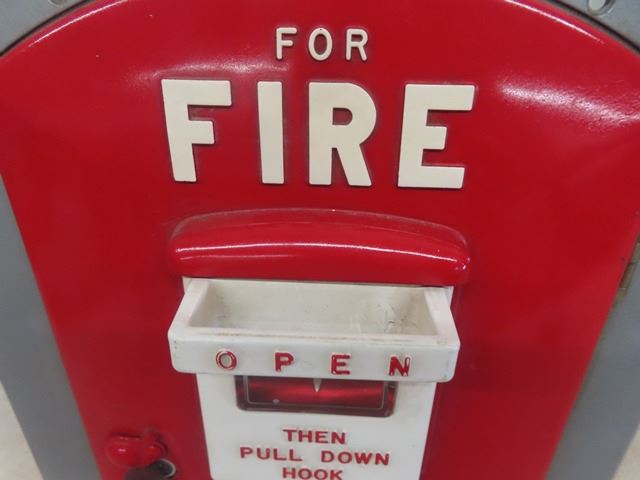 FOR
FIRE
OPEN
THEN
PULL DOWN
HOOK